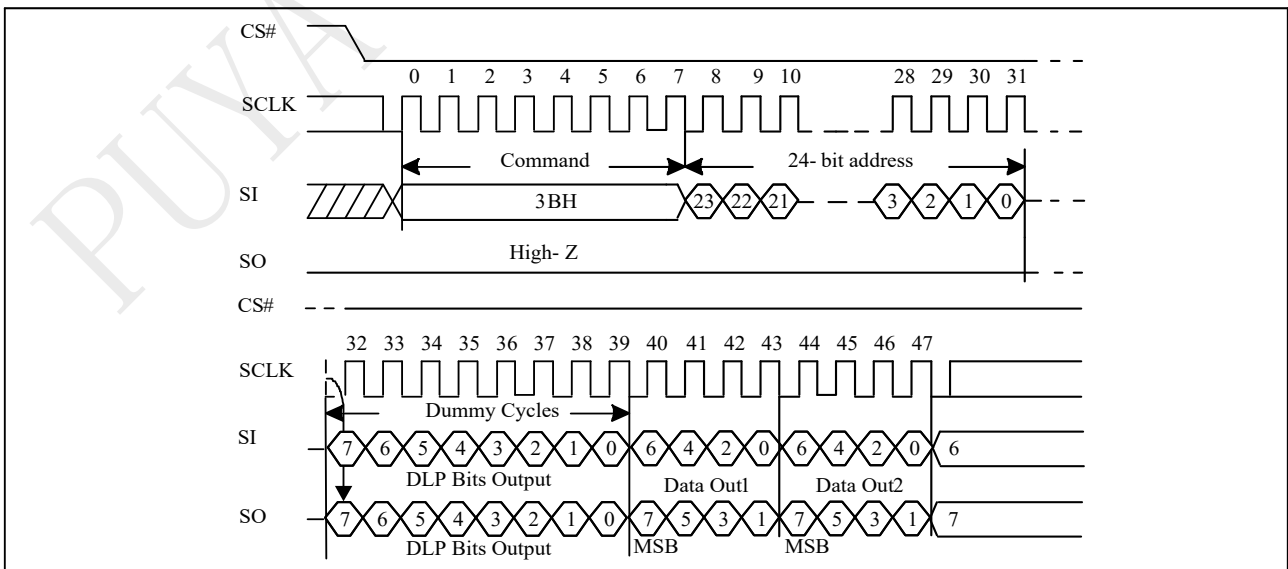 PUYA
CS#
0 1 2 3 4 5 6 7 8 9 10 28 29 30 31
SCLK
Command 24- bit address
SI 3BH 23 22 21 3 2 1 0
SO High- Z
CS#
32 33 34 35 36 37 38 39 40 41 42 43 44 45 46 47
SCLK
Dummy Cycles
SI 7 6 5 4 3 2 1 0 6 4 2 0 6 4 2 0 6
DLP Bits Output Data Out1 Data Out2
SO 7 6 5 4 3 2 1 0 7 5 3 1 7 5 3 1 7
DLP Bits Output MSB MSB